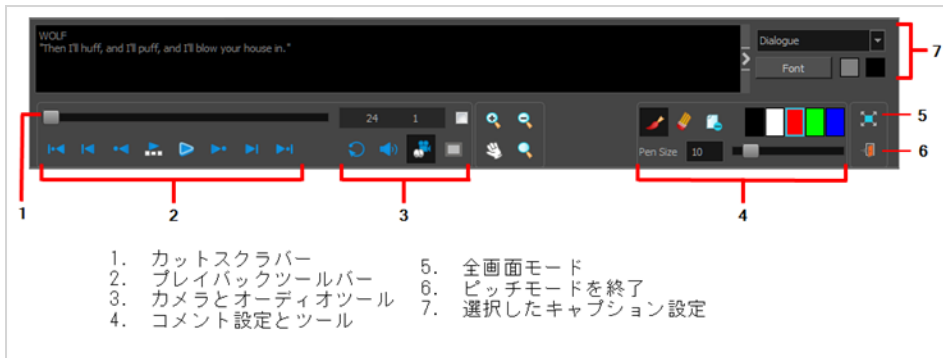 WOLF
"Then I'll huff, and I'll puff, and I'll blow your house in."
Dialogue
Font
7
24 1
5
Pen Size 10
6
1
2
3
4
1. カットスクラバー
2. プレイバックツールバー
3. カメラとオーディオツール
4. コメント設定とツール
5. 全画面モード
6. ピッチモードを終了
7. 選択したキャプション設定